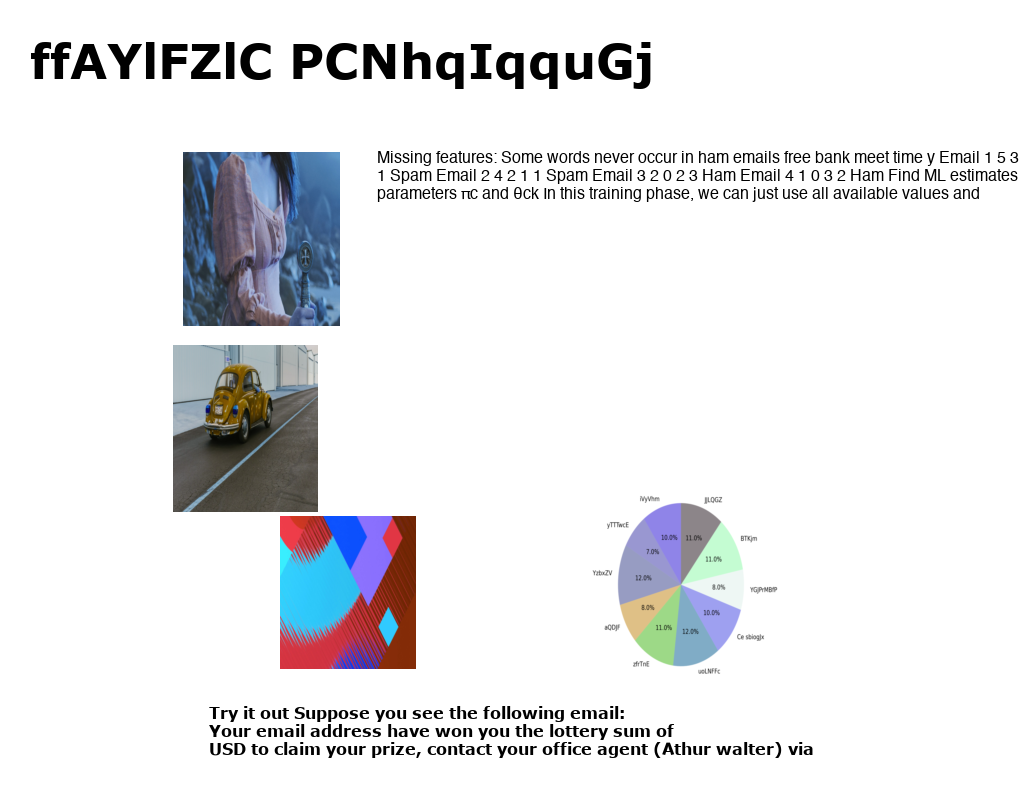 ffAYlFZlC PCNhqIqquGj
Missing features: Some words never occur in ham emails free bank meet time y Email 1 5 3
1 Spam Email 2 4 2 1 1 Spam Email 3 2 0 2 3 Ham Email 4 1 0 3 2 Ham Find ML estimates
parameters πc and θck In this training phase, we can just use all available values and
iVyVhm
JJLQGZ
yTTTwcE
BTKjm
10.0%
11.0%
7.0%
11.0%
YzbxZV
12.0%
8.0%
YGjPrMBfP
8.0%
10.0%
aQDJF
11.0%
12.0%
Ce sbiogJx
zfrTnE
uoLNFFc
Try it out Suppose you see the following email:
Your email address have won you the lottery sum of
USD to claim your prize, contact your office agent (Athur walter) via